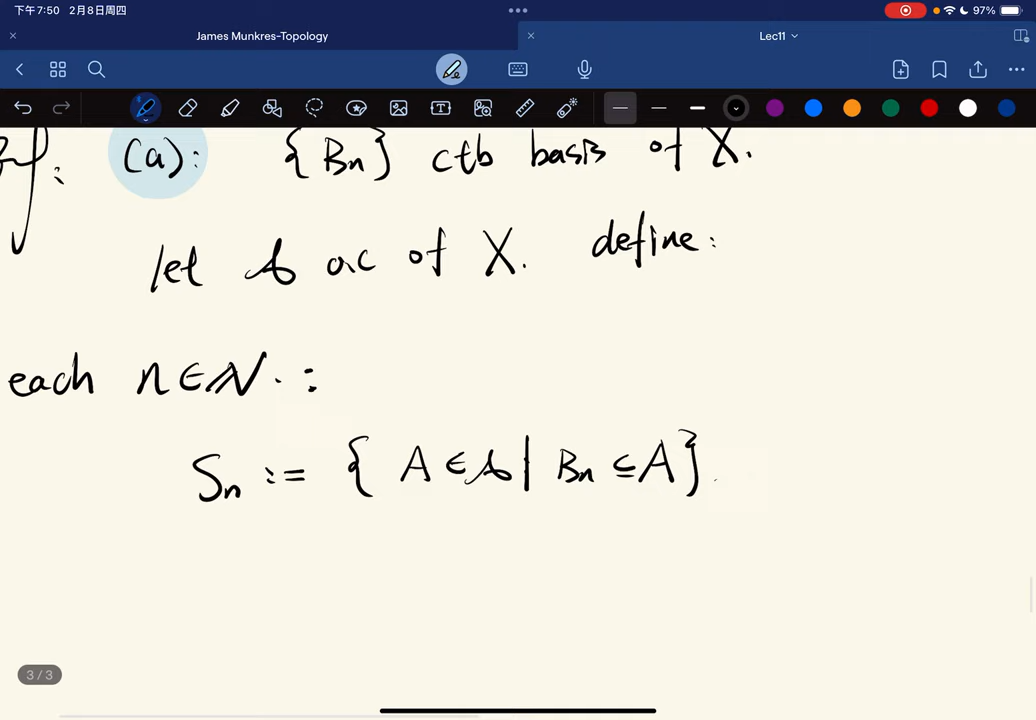 下午7:50 2月8日周四
97%
James Munkres-Topology
Lec11
(a): {Bn} ctb basis of X.
let 𝒜 oc of X. define:
each n∈ℕ. :
Sn := { A ∈ 𝒜 | Bn ⊆ A}.
3 / 3